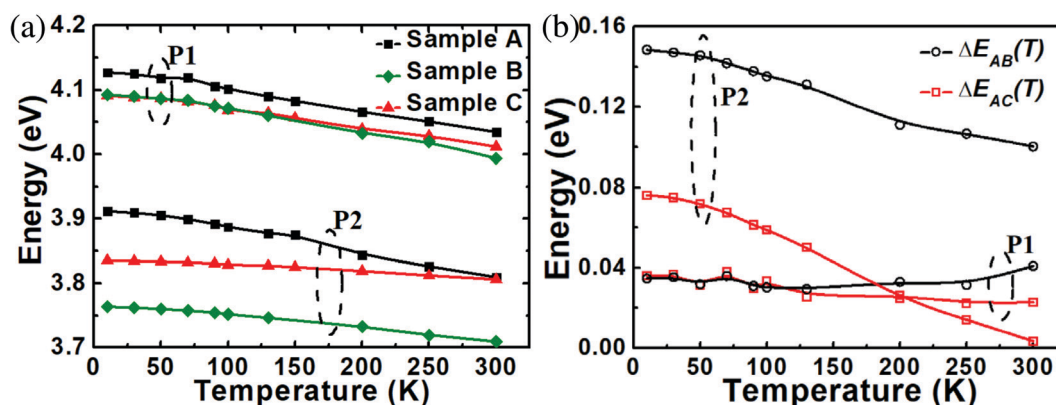 (a)
4.2
4.1
4.0
3.9
3.8
3.7
Energy (eV)
P1
Sample A
Sample B
Sample C
P2
0 50 100 150 200 250 300
Temperature (K)
(b)
0.16
0.12
0.08
0.04
0.00
Energy (eV)
P2
ΔE_AB(T)
ΔE_AC(T)
P1
0 50 100 150 200 250 300
Temperature (K)